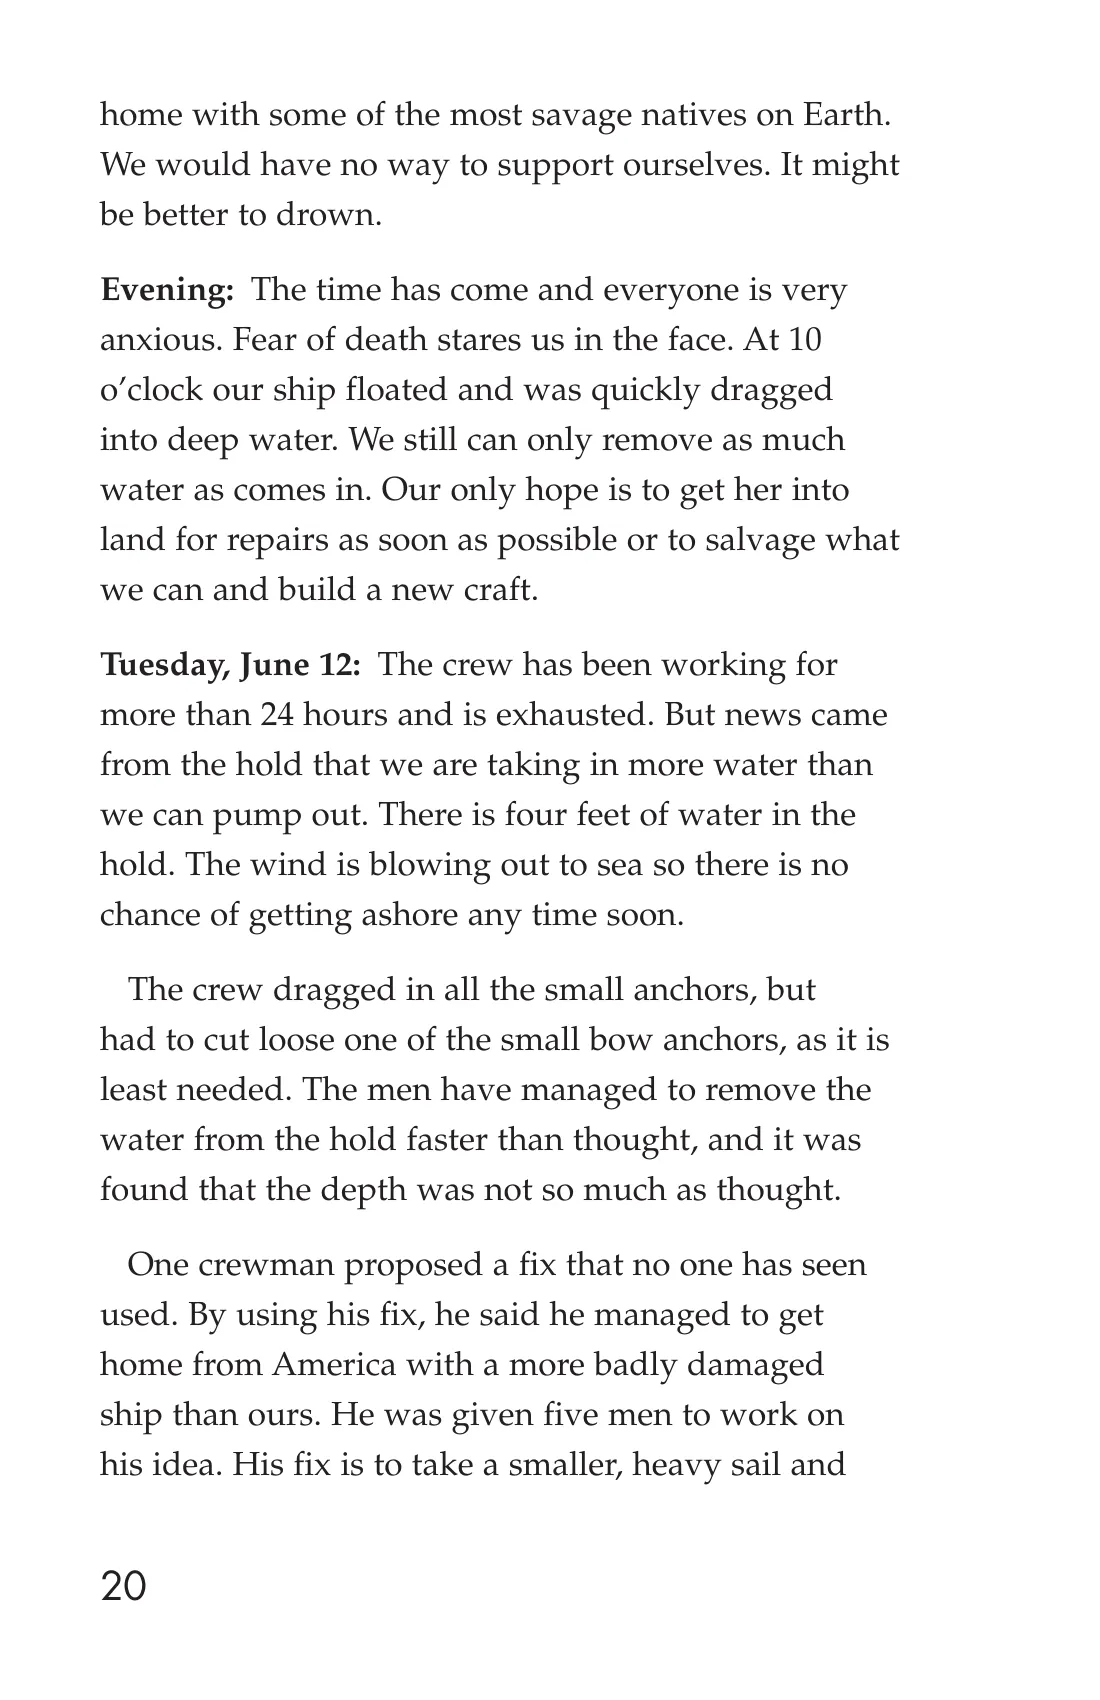 home with some of the most savage natives on Earth.
We would have no way to support ourselves. It might
be better to drown.
Evening: The time has come and everyone is very
anxious. Fear of death stares us in the face. At 10
o’clock our ship floated and was quickly dragged
into deep water. We still can only remove as much
water as comes in. Our only hope is to get her into
land for repairs as soon as possible or to salvage what
we can and build a new craft.
Tuesday, June 12: The crew has been working for
more than 24 hours and is exhausted. But news came
from the hold that we are taking in more water than
we can pump out. There is four feet of water in the
hold. The wind is blowing out to sea so there is no
chance of getting ashore any time soon.
The crew dragged in all the small anchors, but
had to cut loose one of the small bow anchors, as it is
least needed. The men have managed to remove the
water from the hold faster than thought, and it was
found that the depth was not so much as thought.
One crewman proposed a fix that no one has seen
used. By using his fix, he said he managed to get
home from America with a more badly damaged
ship than ours. He was given five men to work on
his idea. His fix is to take a smaller, heavy sail and
20